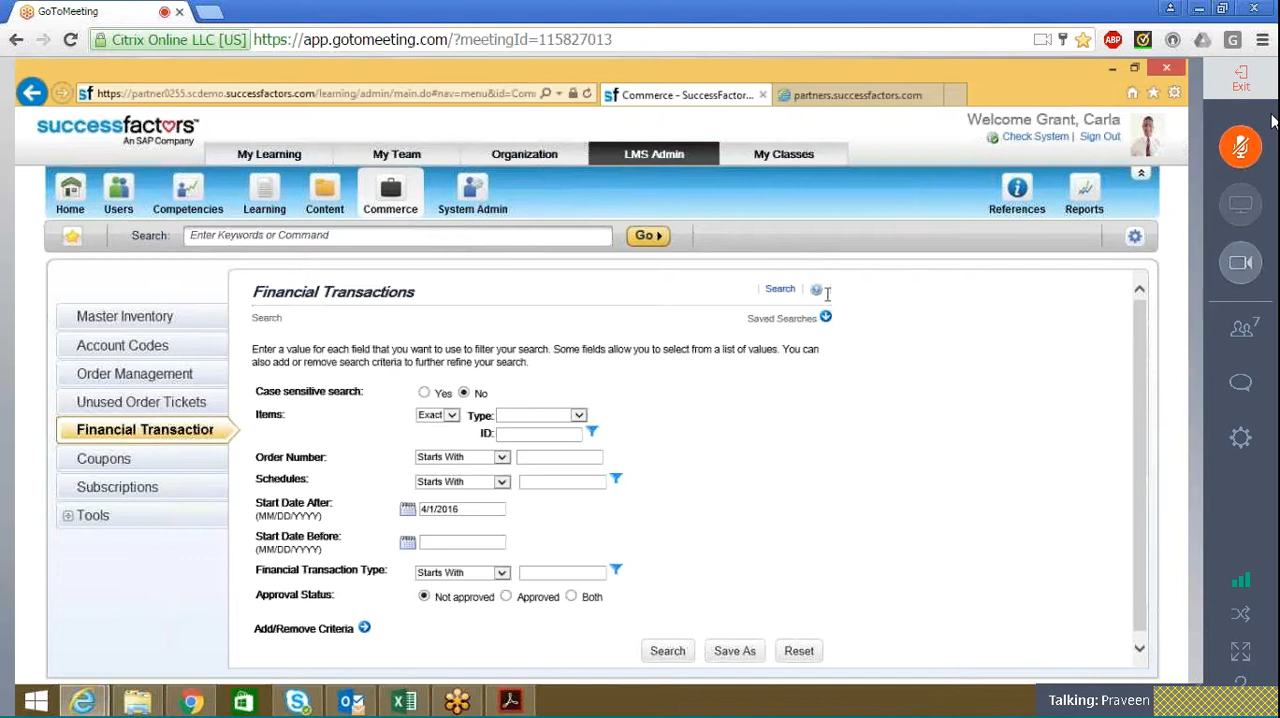 GoToMeeting
Citrix Online LLC [US] https://app.gotomeeting.com/?meetingId=115827013
ABP
G
sf https://partner0255.scdemo.successfactors.com/learning/admin/main.do#nav=menu&id=Com
sf Commerce – SuccessFactor...
partners.successfactors.com
Exit
successfactors™
An SAP Company
Welcome Grant, Carla
Check System | Sign Out
My Learning My Team Organization LMS Admin My Classes
Home Users Competencies Learning Content Commerce System Admin References Reports
Search: Enter Keywords or Command Go
Master Inventory
Account Codes
Order Management
Unused Order Tickets
Financial Transaction
Coupons
Subscriptions
Tools
Financial Transactions
Search
Search
Saved Searches
Enter a value for each field that you want to use to filter your search. Some fields allow you to select from a list of values. You can
also add or remove search criteria to further refine your search.
Case sensitive search: Yes No
Items: Exact Type:
ID:
Order Number: Starts With
Schedules: Starts With
Start Date After:
(MM/DD/YYYY)
4/1/2016
Start Date Before:
(MM/DD/YYYY)
Financial Transaction Type: Starts With
Approval Status: Not approved Approved Both
Add/Remove Criteria
Search Save As Reset
7
Talking: Praveen